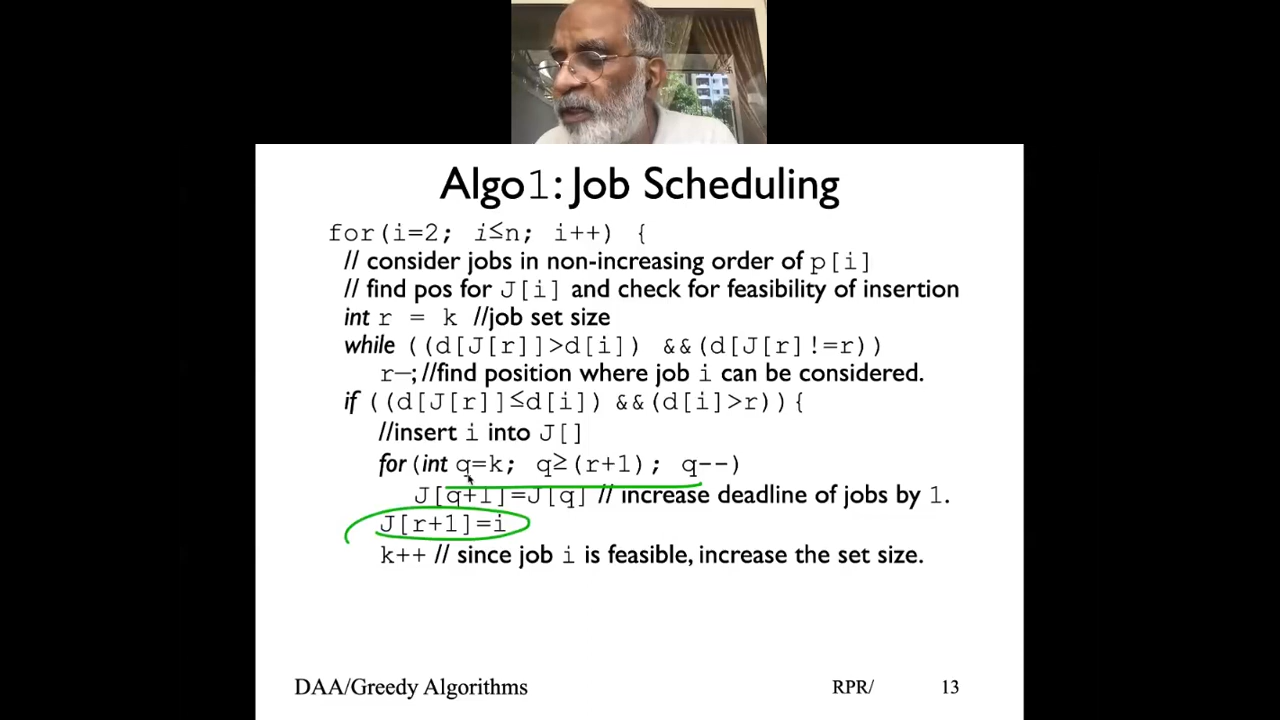 Algo1: Job Scheduling
for(i=2; i≤n; i++) {
// consider jobs in non-increasing order of p[i]
// find pos for J[i] and check for feasibility of insertion
int r = k //job set size
while ((d[J[r]]>d[i]) &&(d[J[r]!=r))
r—; //find position where job i can be considered.
if ((d[J[r]]≤d[i]) &&(d[i]>r)){
//insert i into J[]
for (int q=k; q≥(r+1); q--)
J[q+1]=J[q] // increase deadline of jobs by 1.
J[r+1]=i
k++ // since job i is feasible, increase the set size.
DAA/Greedy Algorithms RPR/ 13